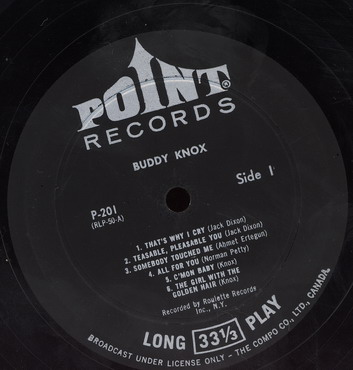 POINT
RECORDS
BUDDY KNOX
P-201
(RLP-50-A)
Side 1
1. THAT'S WHY I CRY (Jack Dixon)
2. TEASABLE, PLEASABLE YOU (Jack Dixon)
3. SOMEBODY TOUCHED ME (Ahmet Ertegun)
4. ALL FOR YOU (Norman Petty)
5. C'MON BABY (Knox)
6. THE GIRL WITH THE
GOLDEN HAIR (Knox)
Recorded by Roulette Records
Inc., N.Y.
LONG 33 1/3 PLAY
BROADCAST UNDER LICENSE ONLY - THE COMPO CO., LTD., CANADA.